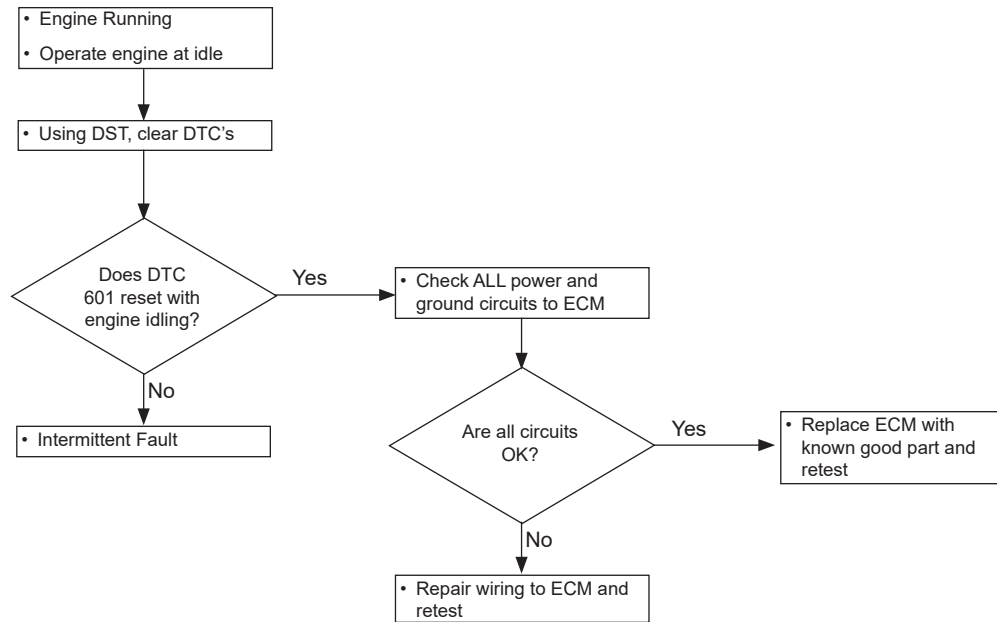 • Engine Running
• Operate engine at idle
• Using DST, clear DTC's
Does DTC
601 reset with
engine idling?
Yes
No
• Intermittent Fault
• Check ALL power and
ground circuits to ECM
Are all circuits
OK?
Yes
No
• Replace ECM with
known good part and
retest
• Repair wiring to ECM and
retest